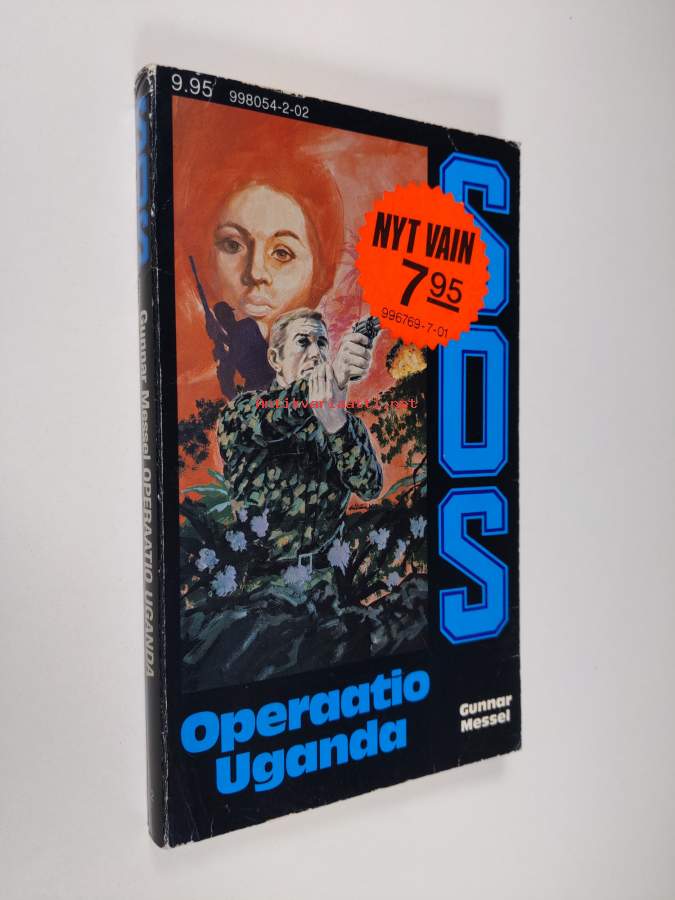 9.95 998054-2-02
SOS
NYT VAIN
7 95
996769-7-01
Antikvariaatti.net
Operaatio
Uganda
Gunnar
Messel
SOS Gunnar Messel OPERAATIO UGANDA